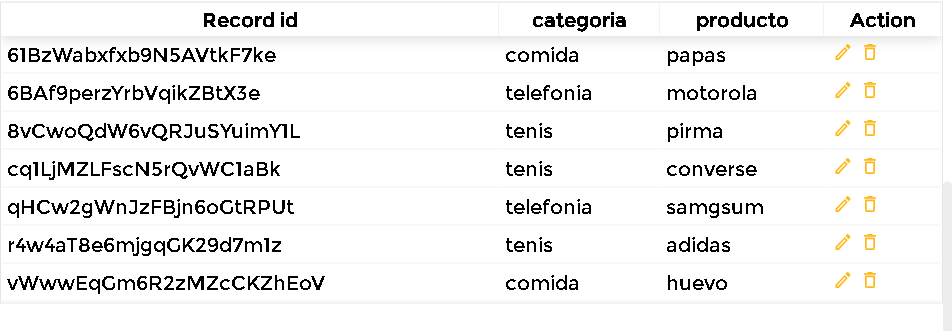 Record id categoria producto Action
61BzWabxfxb9N5AVtkF7ke comida papas
6BAf9perzYrbVqikZBtX3e telefonia motorola
8vCwoQdW6vQRJuSYuimY1L tenis pirma
cq1LjMZLFscN5rQvWC1aBk tenis converse
qHCw2gWnJzFBjn6oGtRPUt telefonia samgsum
r4w4aT8e6mjgqGK29d7m1z tenis adidas
vWwwEqGm6R2zMZcCKZhEoV comida huevo